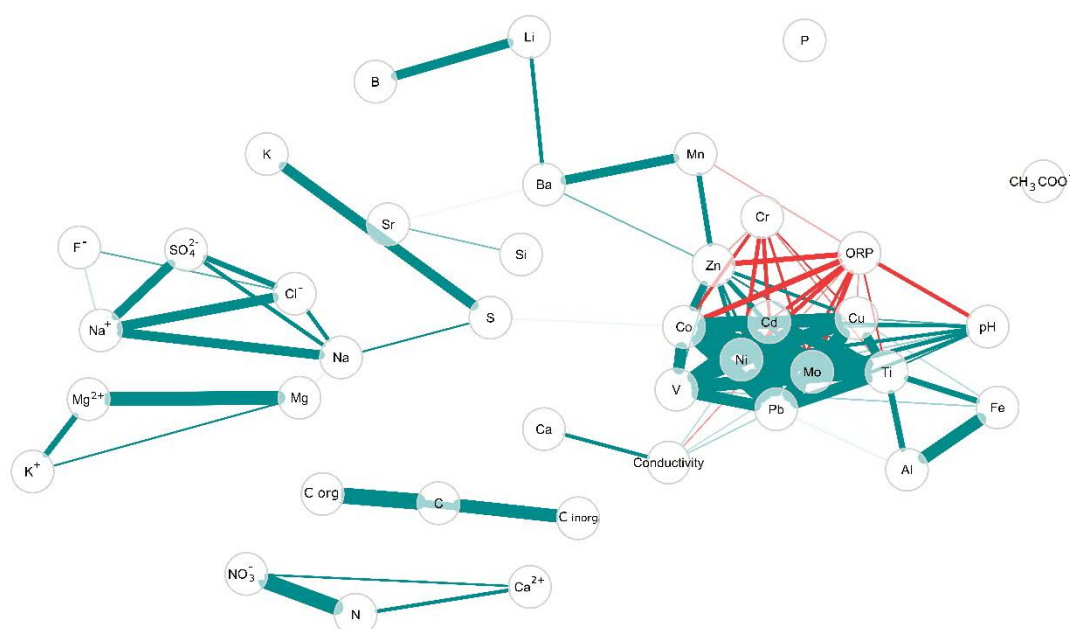 Li
P
B
K
Mn
CH₃COO⁻
Ba
Cr
Sr
F⁻
SO₄²⁻
Si
ORP
Zn
Cl⁻
S
Na⁺
Co
Cd
Cu
pH
Na
Ni
Mo
Ti
V
Mg²⁺
Mg
Pb
Fe
Ca
K⁺
Conductivity
Al
C org
C
C inorg
NO₃⁻
Ca²⁺
N